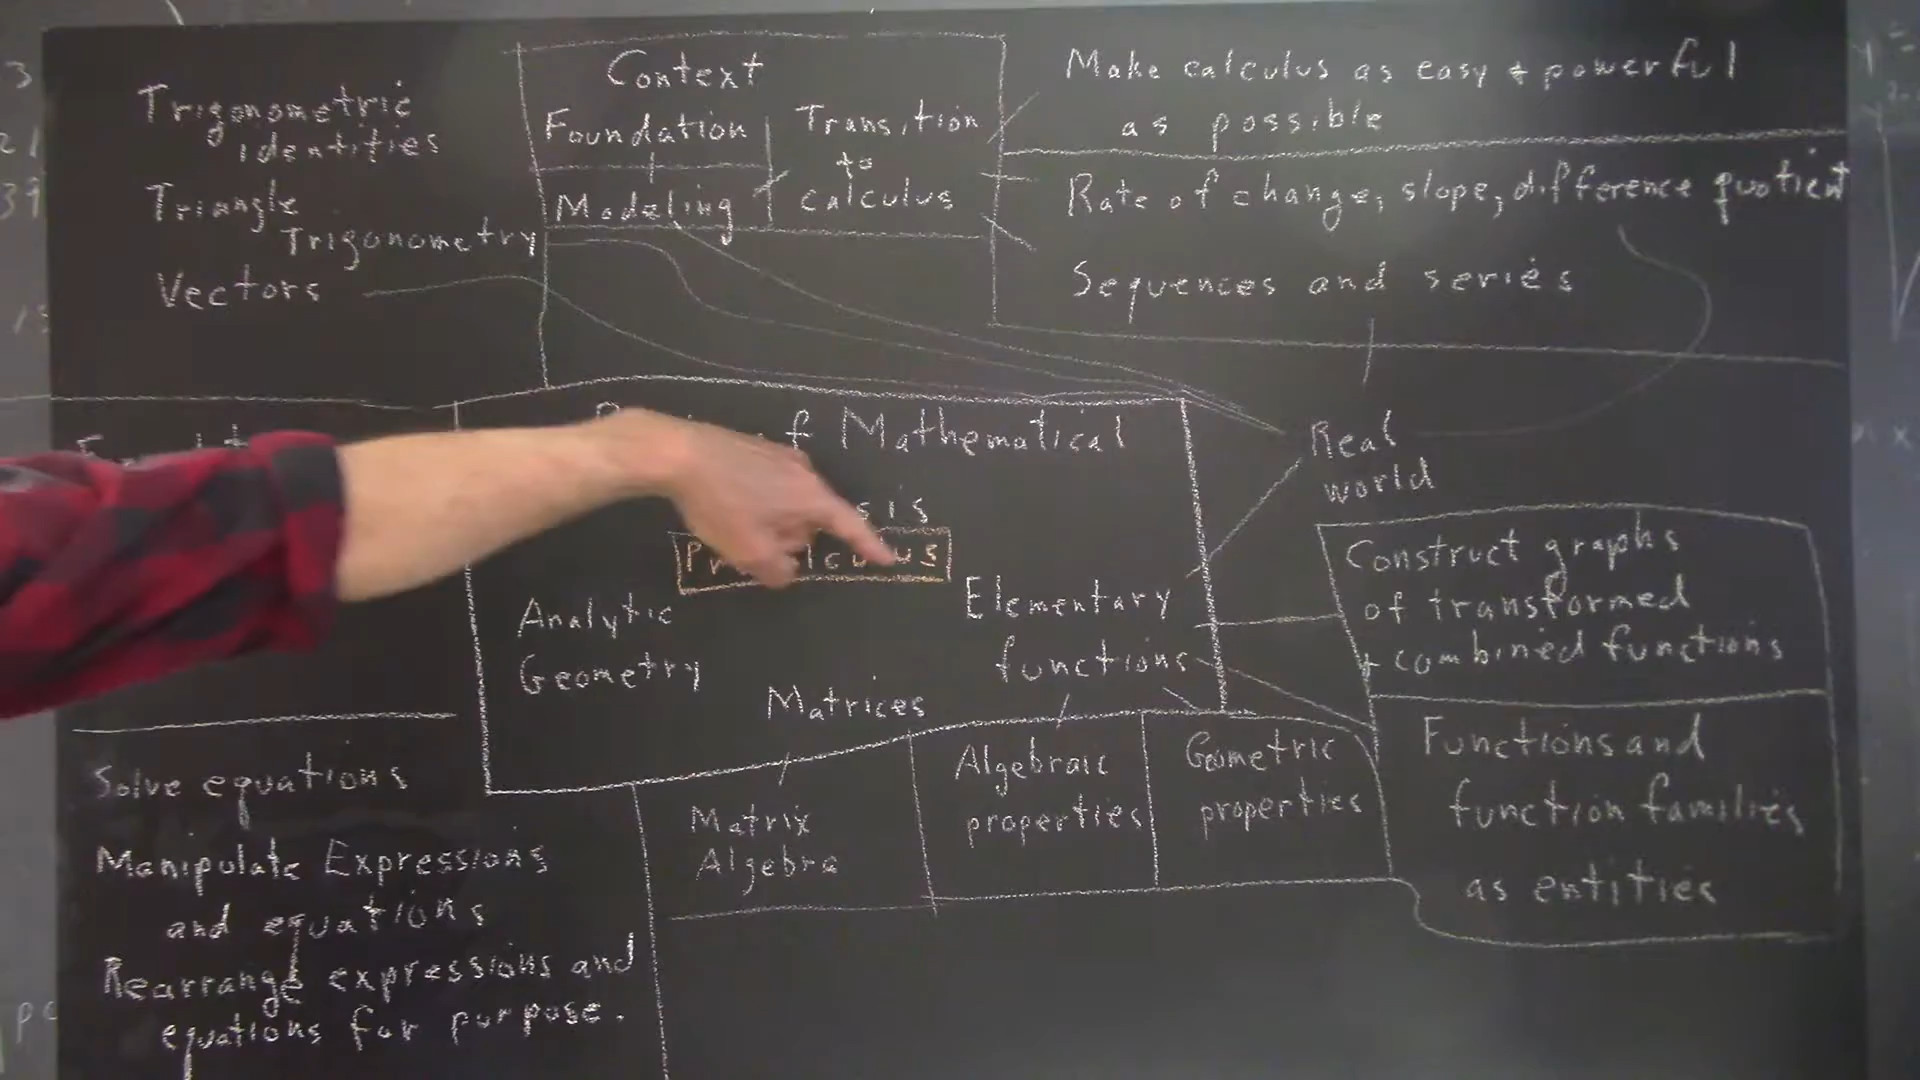 Trigonometric
identities
Triangle
Trigonometry
Vectors
Context
Foundation
Modeling
Transition
to
calculus
Make calculus as easy + powerful
as possible
Rate of change, slope, difference quotient
Sequences and series
Mathematical
Analytic
Geometry
Matrices
Elementary
functions
Real
world
Construct graphs
of transformed
+ combined functions
Functions and
function families
as entities
Matrix
Algebra
Algebraic
properties
Geometric
properties
Solve equations
Manipulate Expressions
and equations
Rearrange expressions and
equations for purpose.